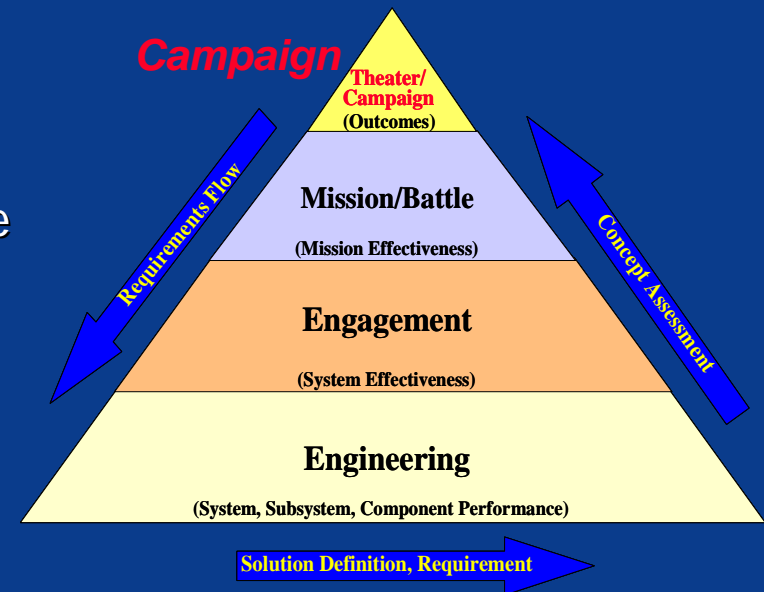 Campaign
Theater/
Campaign
(Outcomes)
Mission/Battle
(Mission Effectiveness)
Engagement
(System Effectiveness)
Engineering
(System, Subsystem, Component Performance)
Requirements Flow
Concept Assessment
Solution Definition, Requirement
e